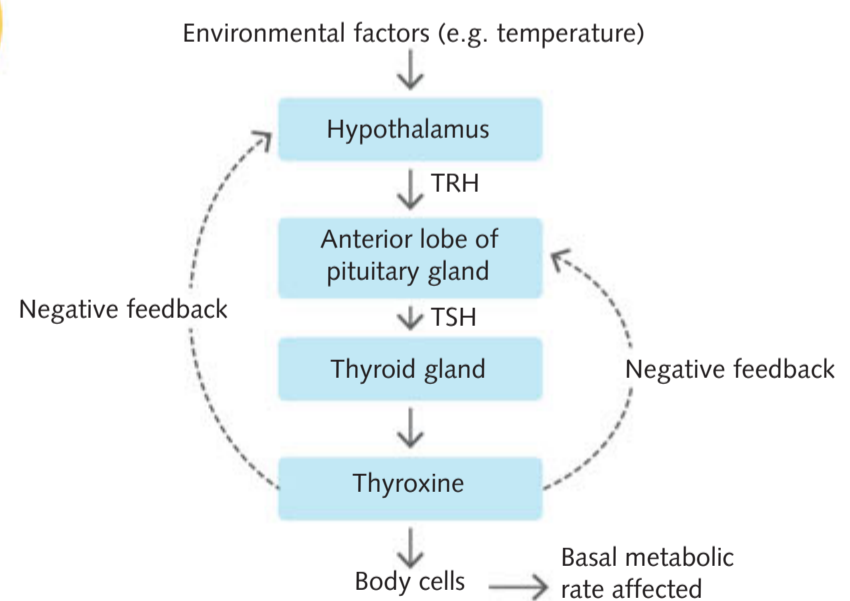 Environmental factors (e.g. temperature)
Hypothalamus
TRH
Anterior lobe of
pituitary gland
Negative feedback
TSH
Thyroid gland
Negative feedback
Thyroxine
Body cells
Basal metabolic
rate affected